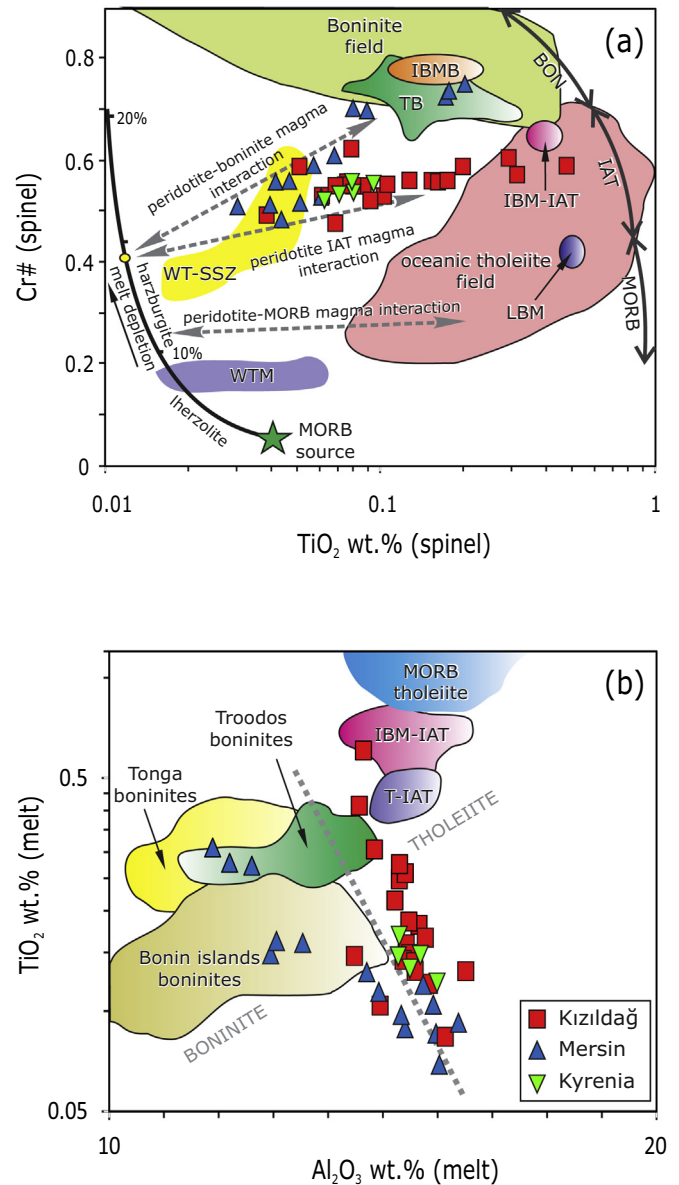 (a)
Boninite
field
IBMB
TB
BON
IAT
MORB
0.8
20%
peridotite-boninite magma
interaction
0.6
IBM-IAT
WT-SSZ
peridotite IAT magma
interaction
oceanic tholeiite
field
0.4
LBM
harzburgite
melt depletion
peridotite-MORB magma interaction
10%
0.2
WTM
lherzolite
MORB
source
0
0.01
0.1
1
Cr# (spinel)
TiO₂ wt.% (spinel)
(b)
MORB
tholeiite
Troodos
boninites
IBM-IAT
Tonga
boninites
0.5
T-IAT
THOLEIITE
Bonin islands
boninites
BONINITE
Kızıldağ
Mersin
Kyrenia
0.05
10
20
TiO₂ wt.% (melt)
Al₂O₃ wt.% (melt)